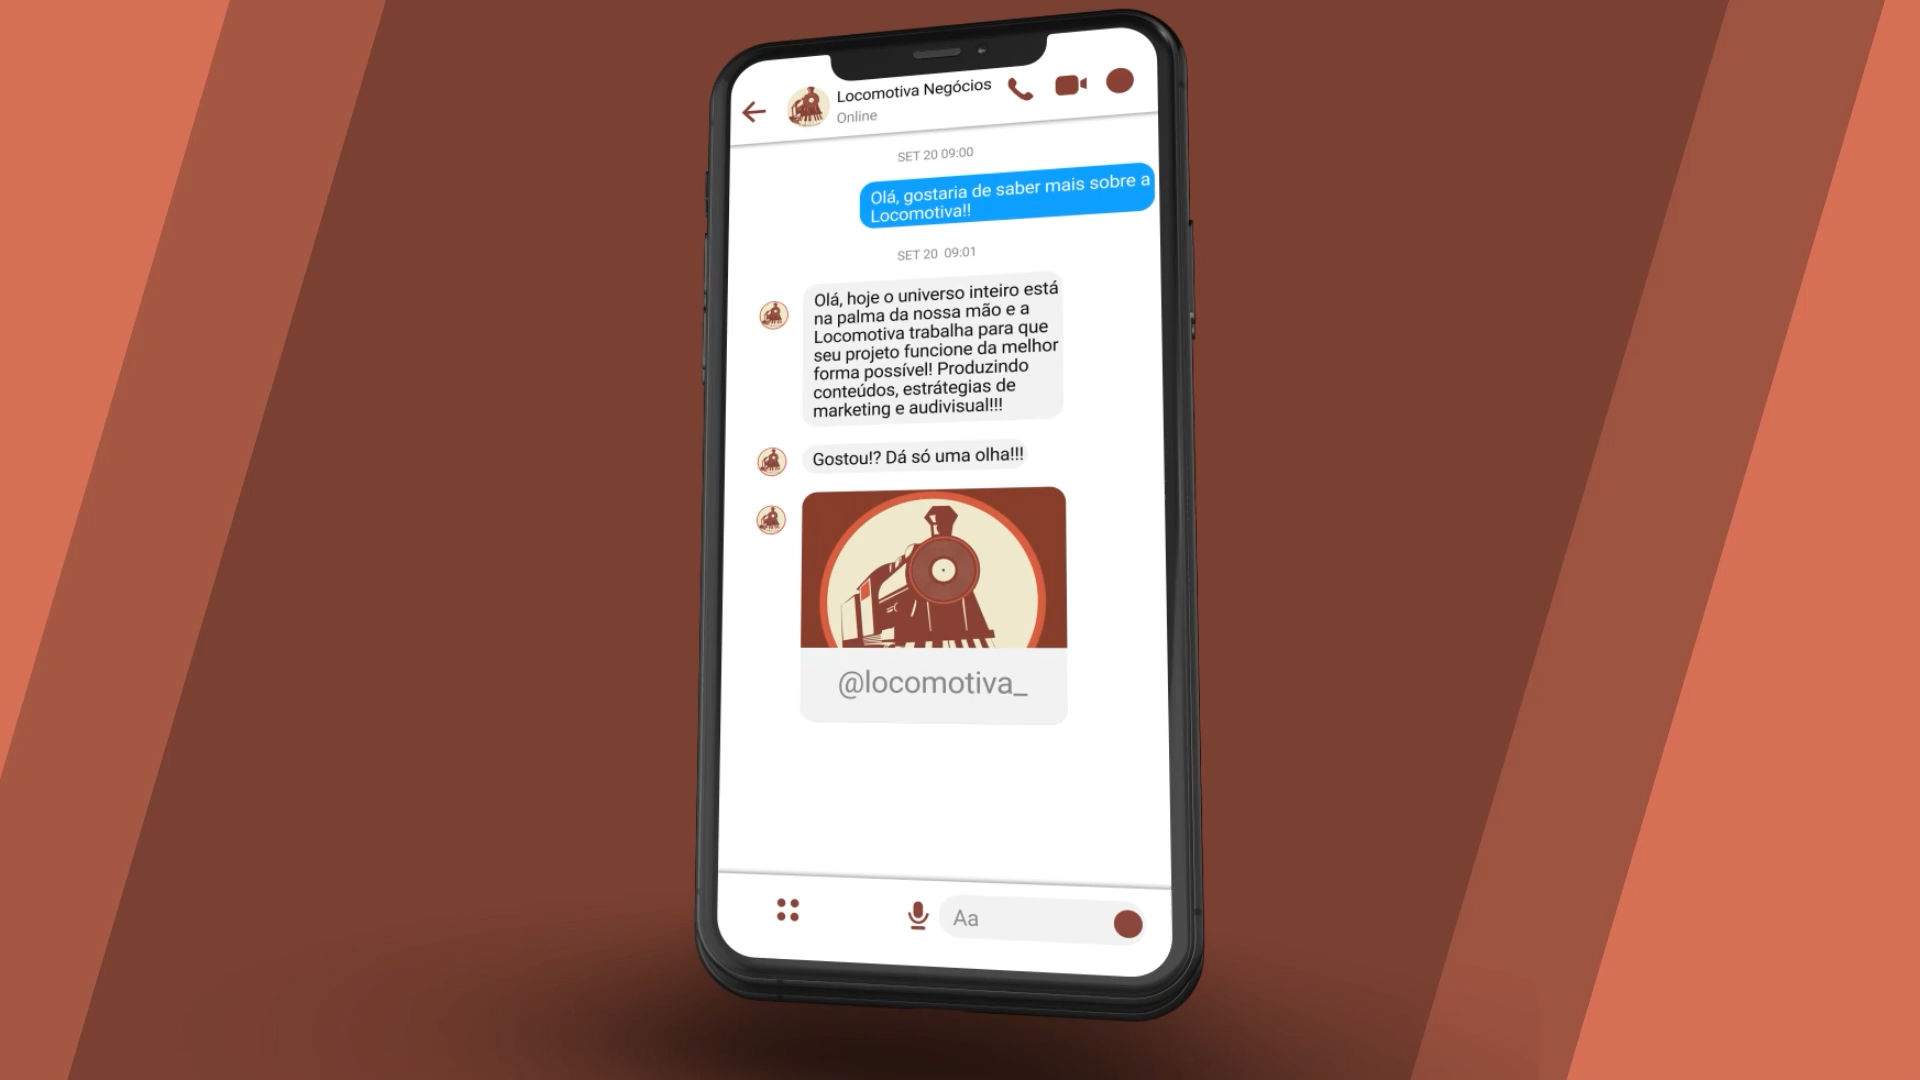 Locomotiva Negócios
Online
SET 20 09:00
Olá, gostaria de saber mais sobre a
Locomotiva!!
SET 20 09:01
Olá, hoje o universo inteiro está
na palma da nossa mão e a
Locomotiva trabalha para que
seu projeto funcione da melhor
forma possível! Produzindo
conteúdos, estrátegias de
marketing e audivisual!!!
Gostou!? Dá só uma olha!!!
@locomotiva_
Aa